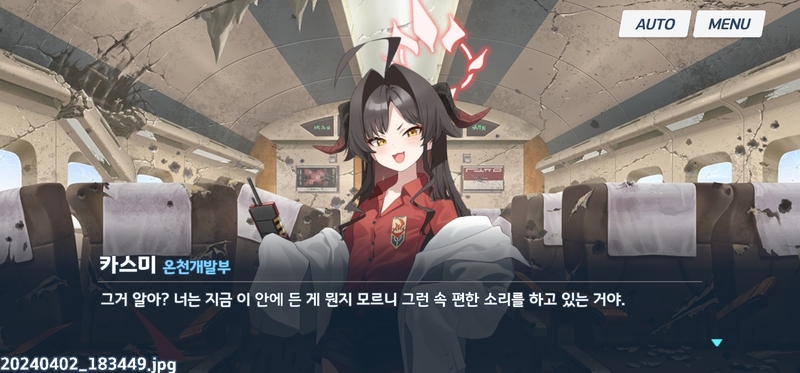 AUTO
MENU
카스미 온천개발부
그거 알아? 너는 지금 이 안에 든 게 뭔지 모르니 그런 속 편한 소리를 하고 있는 거야.
20240402_183449.jpg